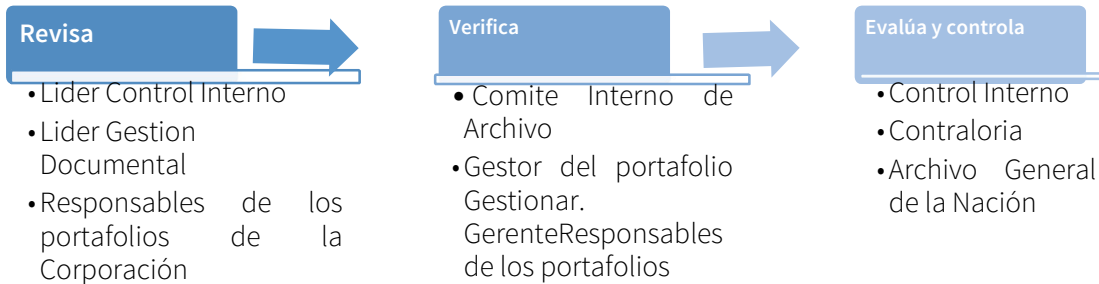 Revisa
• Lider Control Interno
• Lider Gestion
Documental
• Responsables de los
portafolios de la
Corporación
Verifica
• Comite Interno de
Archivo
• Gestor del portafolio
Gestionar.
GerenteResponsables
de los portafolios
Evalúa y controla
• Control Interno
• Contraloria
• Archivo General
de la Nación